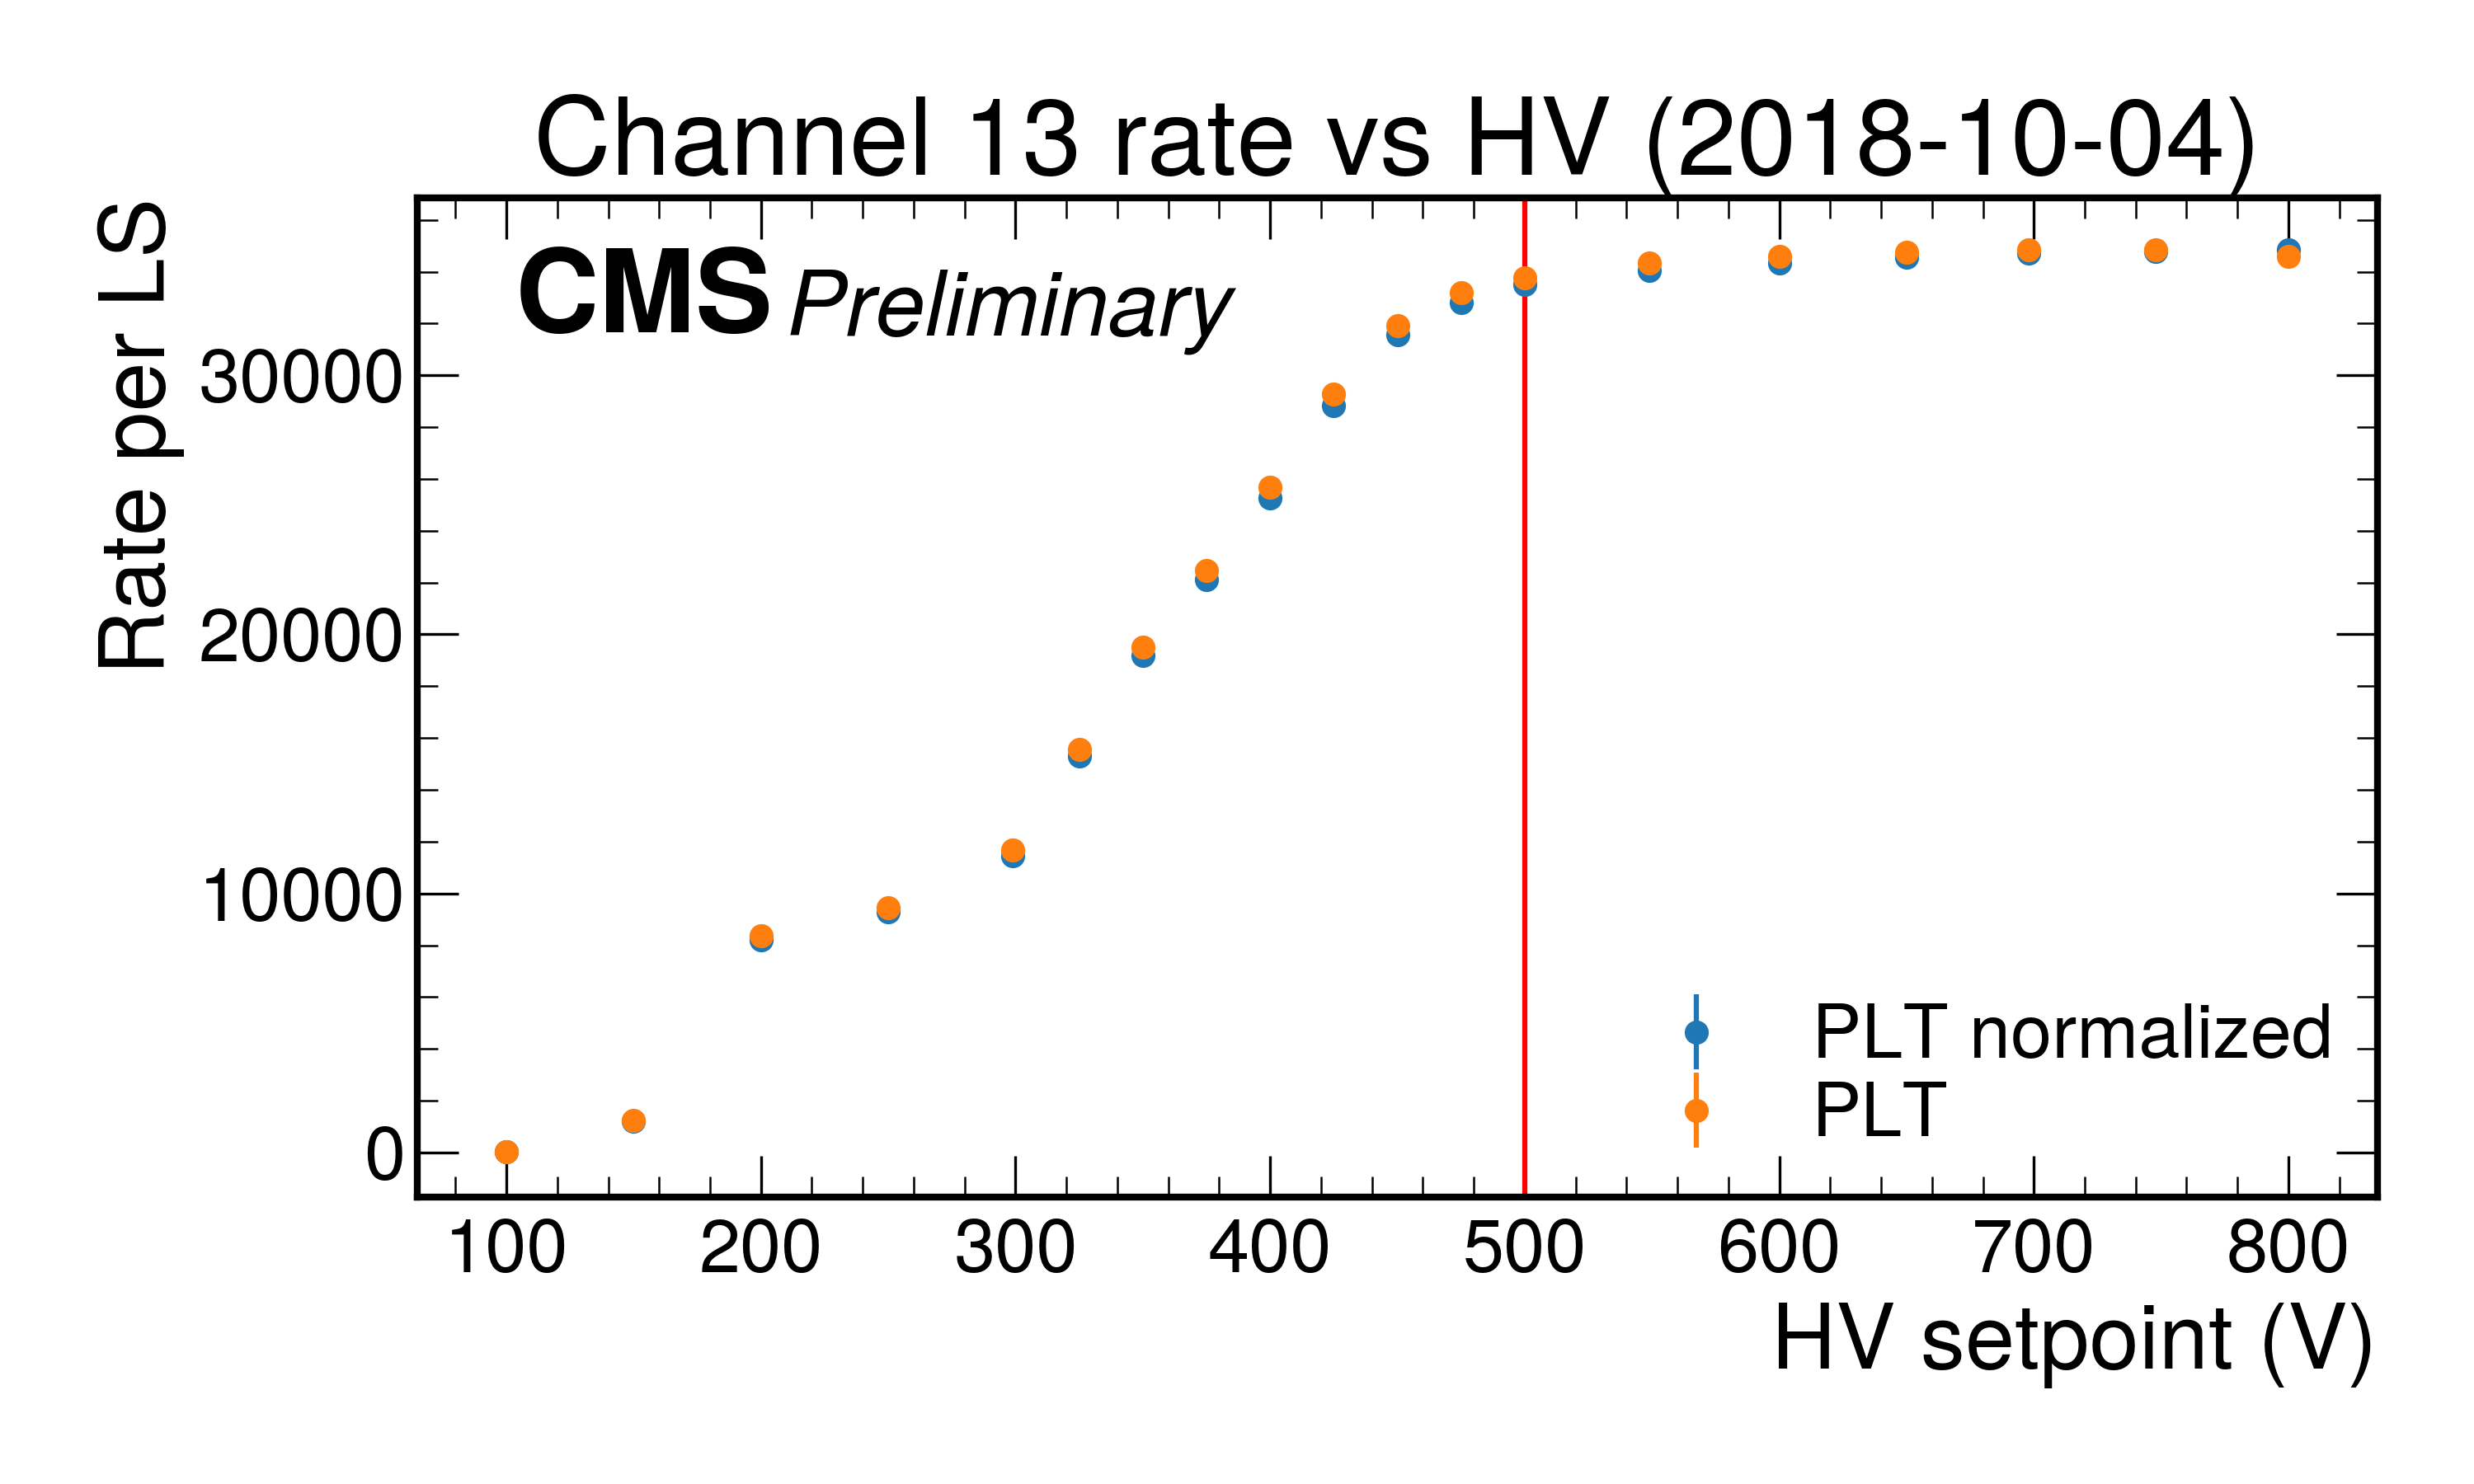 Channel 13 rate vs HV (2018-10-04)
CMS Preliminary
Rate per LS
30000
20000
10000
0
PLT normalized
PLT
100 200 300 400 500 600 700 800
HV setpoint (V)